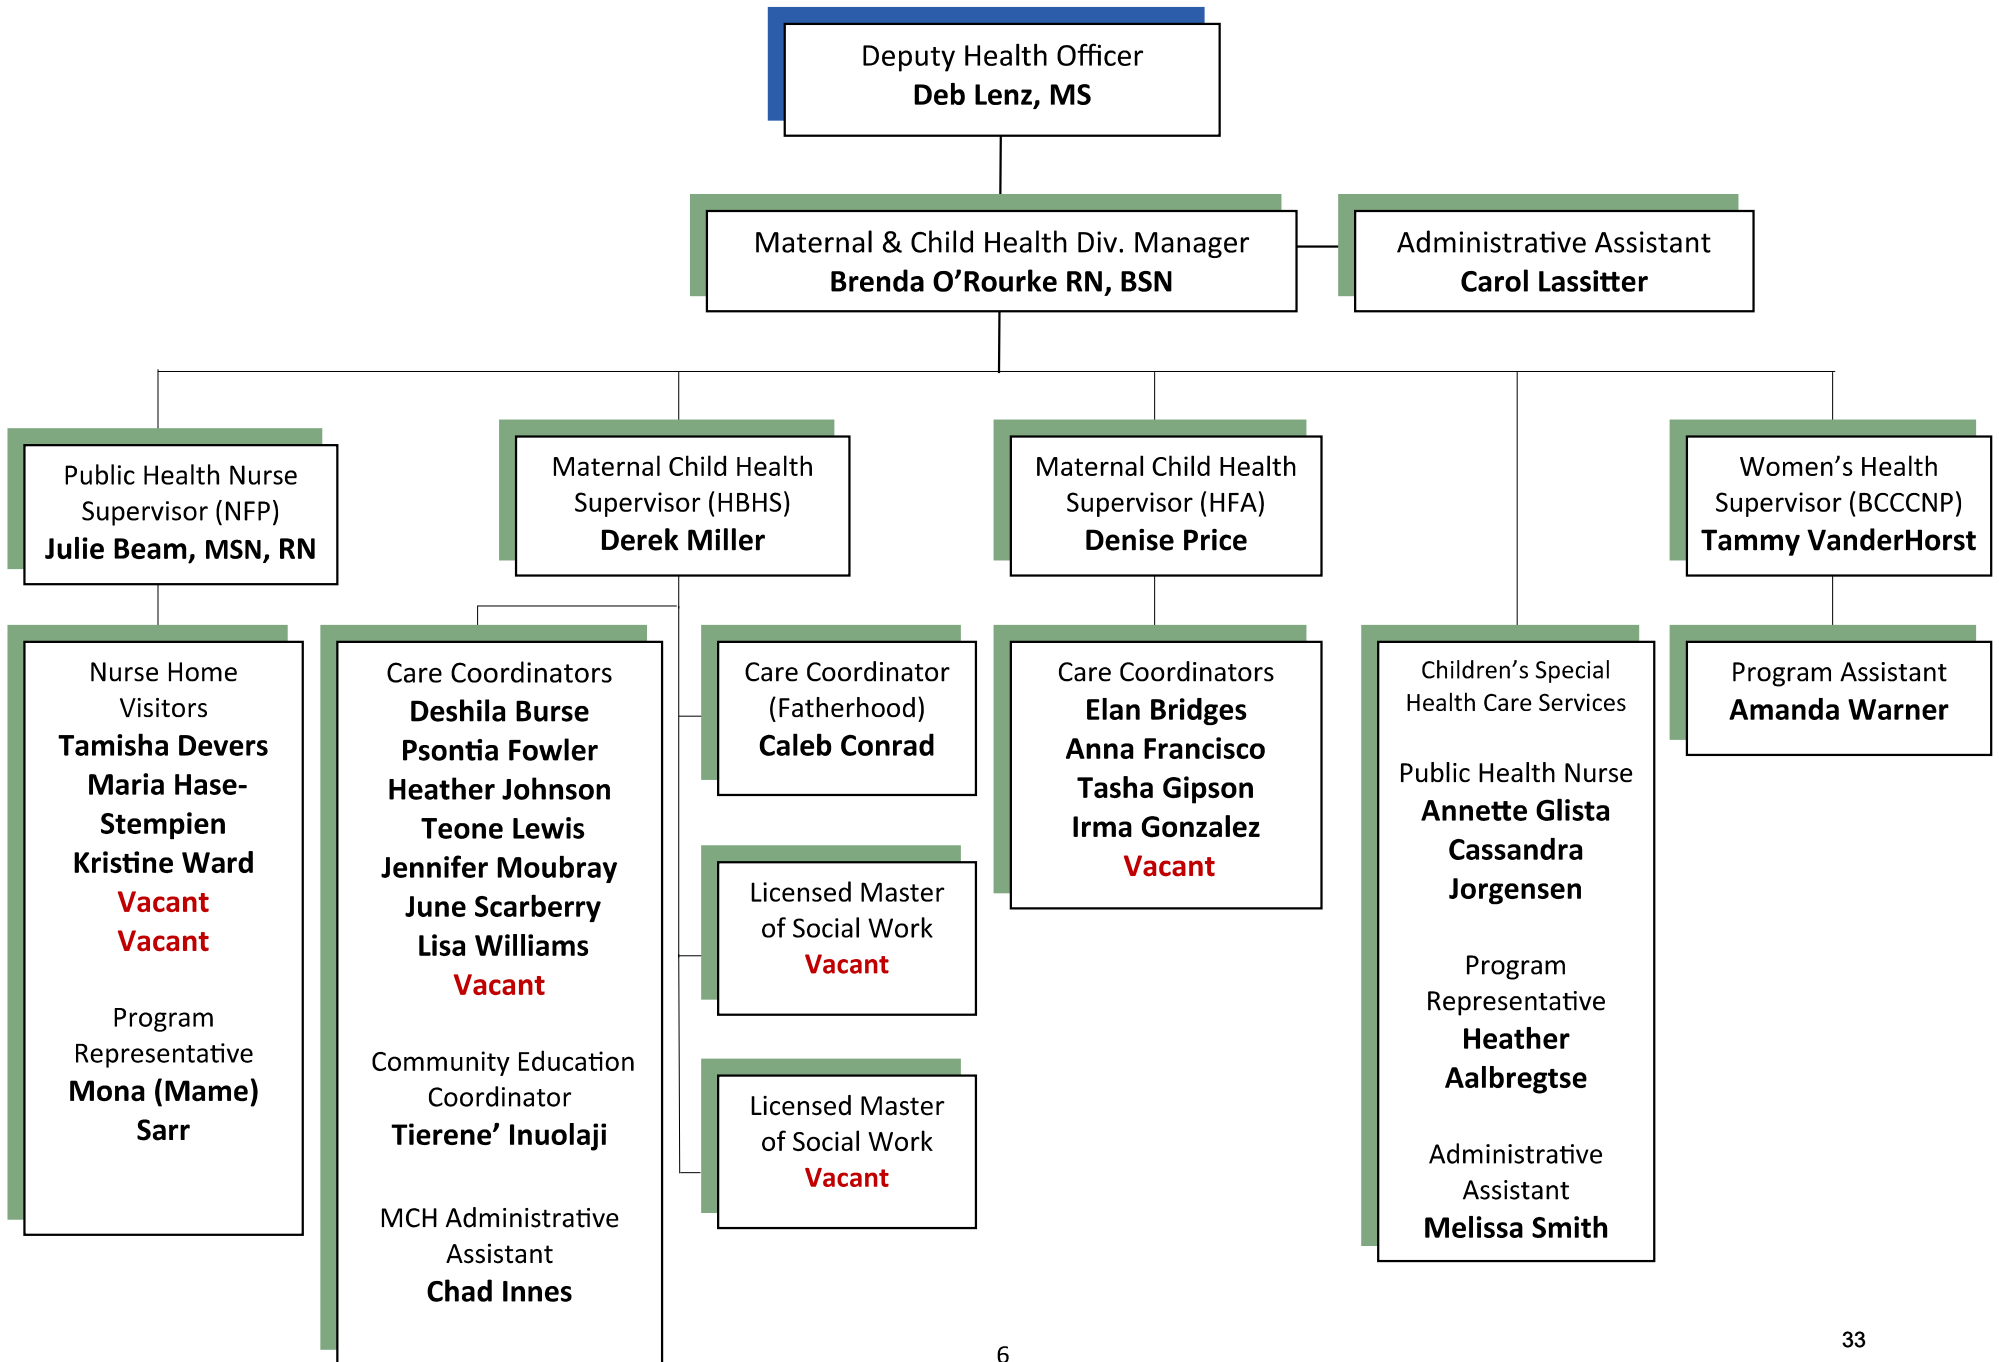 Deputy Health Officer
Deb Lenz, MS
Maternal & Child Health Div. Manager
Brenda O’Rourke RN, BSN
Administrative Assistant
Carol Lassitter
Public Health Nurse
Supervisor (NFP)
Julie Beam, MSN, RN
Maternal Child Health
Supervisor (HBHS)
Derek Miller
Maternal Child Health
Supervisor (HFA)
Denise Price
Women’s Health
Supervisor (BCCCNP)
Tammy VanderHorst
Nurse Home
Visitors
Tamisha Devers
Maria Hase-
Stempien
Kristine Ward
Vacant
Vacant
Program
Representative
Mona (Mame)
Sarr
Care Coordinators
Deshila Burse
Psontia Fowler
Heather Johnson
Teone Lewis
Jennifer Moubray
June Scarberry
Lisa Williams
Vacant
Community Education
Coordinator
Tierene’ Inuolaji
MCH Administrative
Assistant
Chad Innes
Care Coordinator
(Fatherhood)
Caleb Conrad
Licensed Master
of Social Work
Vacant
Licensed Master
of Social Work
Vacant
Care Coordinators
Elan Bridges
Anna Francisco
Tasha Gipson
Irma Gonzalez
Vacant
Children’s Special
Health Care Services
Public Health Nurse
Annette Glista
Cassandra
Jorgensen
Program
Representative
Heather
Aalbregtse
Administrative
Assistant
Melissa Smith
Program Assistant
Amanda Warner
6
33